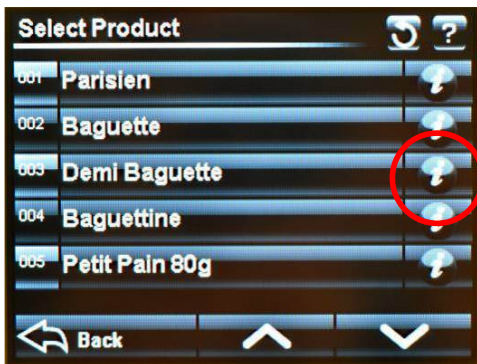 Select Product ?
001 Parisien i
002 Baguette i
003 Demi Baguette i
004 Baguettine i
005 Petit Pain 80g i
Back